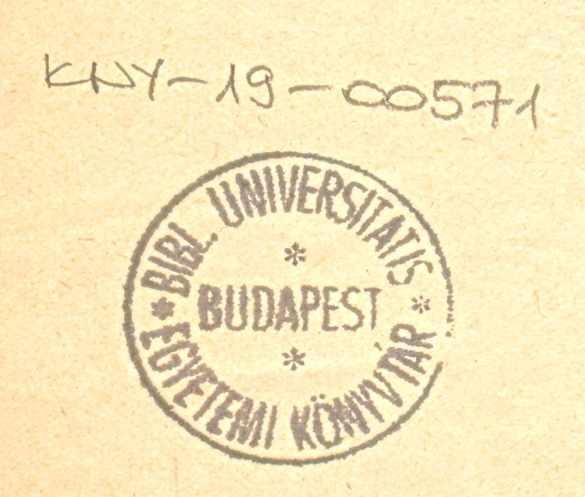 KNY-19-00571
* BIBL. UNIVERSITATIS *
*
BUDAPEST
*
EGYETEMI KÖNYVTÁR